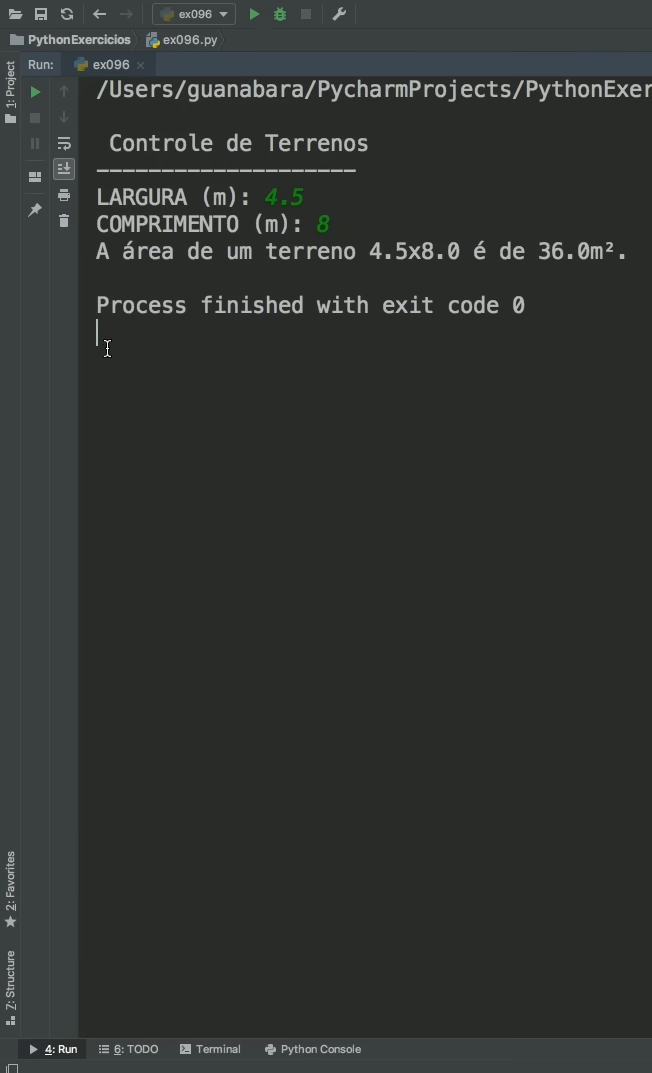 ex096
PythonExercicios
ex096.py
Run:
ex096
1: Project
/Users/guanabara/PycharmProjects/PythonExer
Controle de Terrenos
--------------------
LARGURA (m): 4.5
COMPRIMENTO (m): 8
A área de um terreno 4.5x8.0 é de 36.0m².
Process finished with exit code 0
2: Favorites
7: Structure
4: Run
6: TODO
Terminal
Python Console